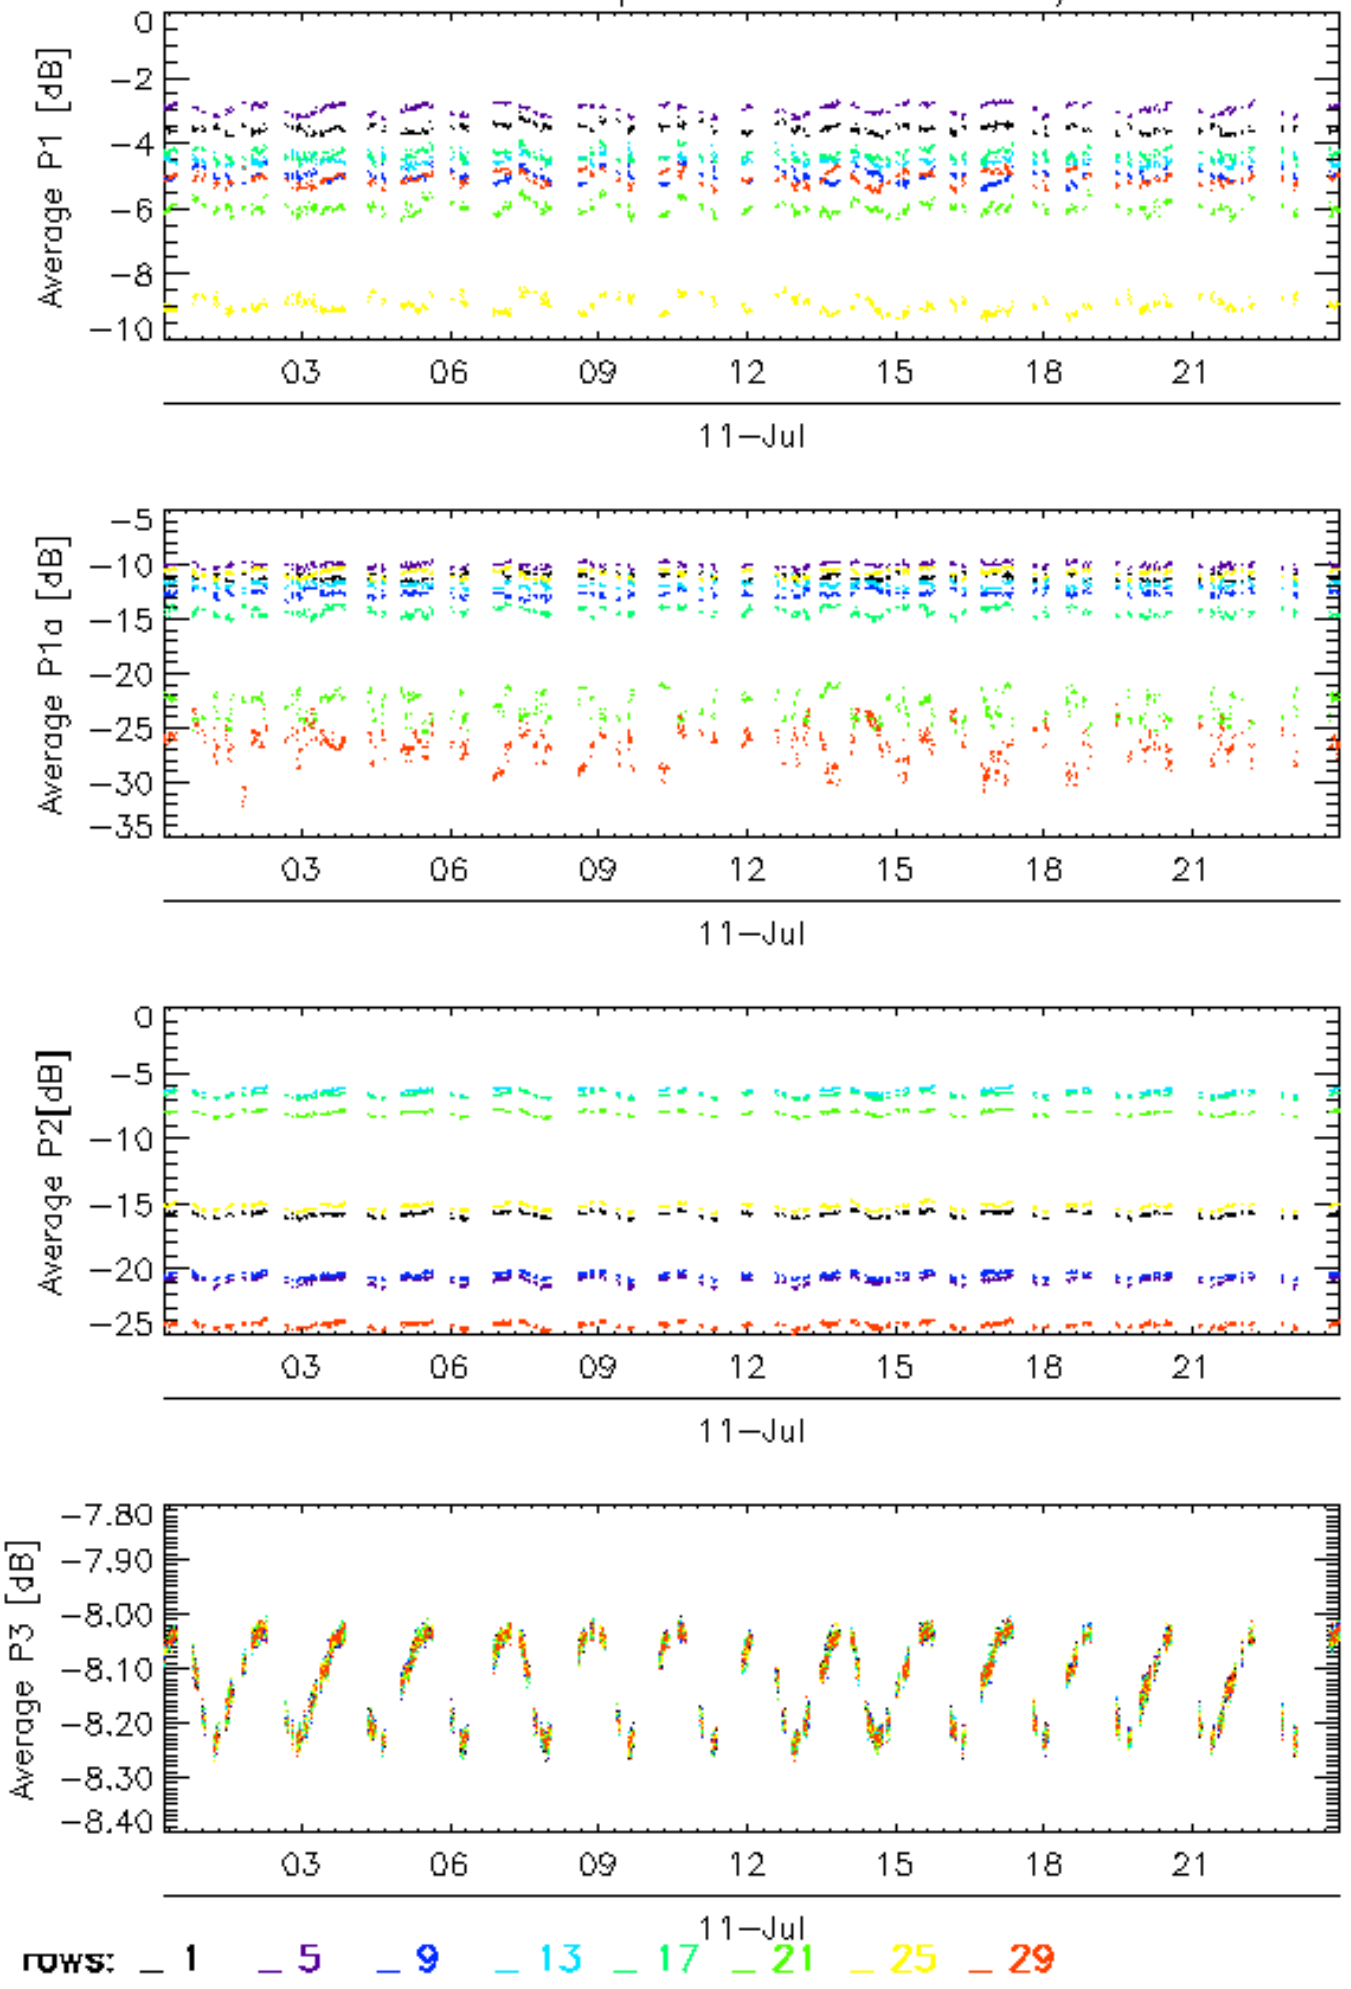 0
−2
−4
−6
−8
−10
Average P1 [dB]
03 06 09 12 15 18 21
11−Jul
−5
−10
−15
−20
−25
−30
−35
Average P1a [dB]
03 06 09 12 15 18 21
11−Jul
0
−5
−10
−15
−20
−25
Average P2[dB]
03 06 09 12 15 18 21
11−Jul
−7.80
−7.90
−8.00
−8.10
−8.20
−8.30
−8.40
Average P3 [dB]
03 06 09 12 15 18 21
11−Jul
rows: _ 1 _ 5 _ 9 _ 13 _ 17 _ 21 _ 25 _ 29